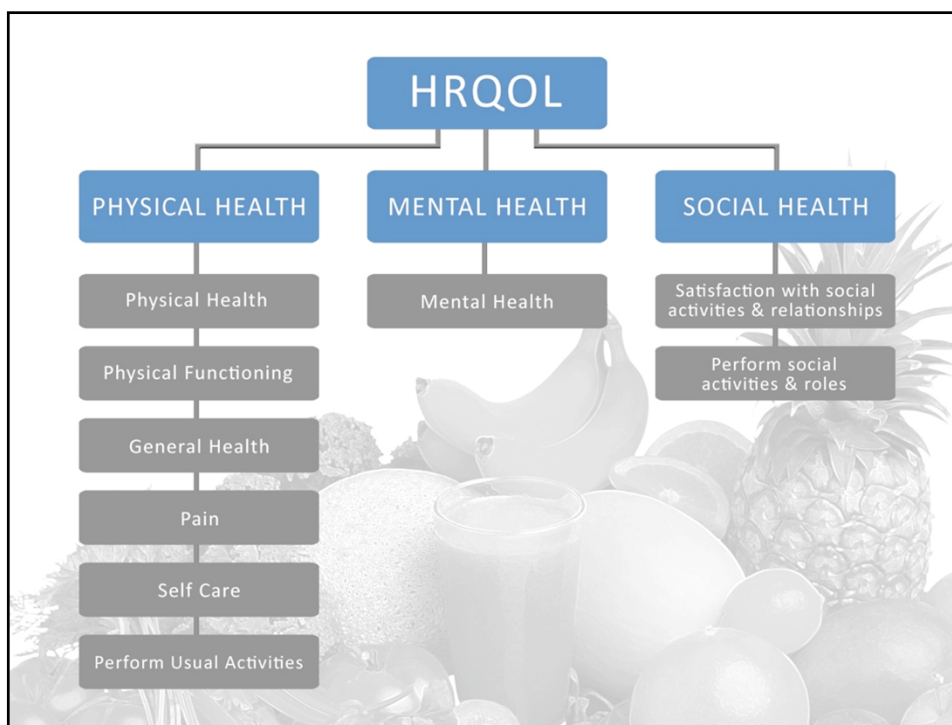 HRQOL
PHYSICAL HEALTH
Physical Health
Physical Functioning
General Health
Pain
Self Care
Perform Usual Activities
MENTAL HEALTH
Mental Health
SOCIAL HEALTH
Satisfaction with social
activities & relationships
Perform social
activities & roles